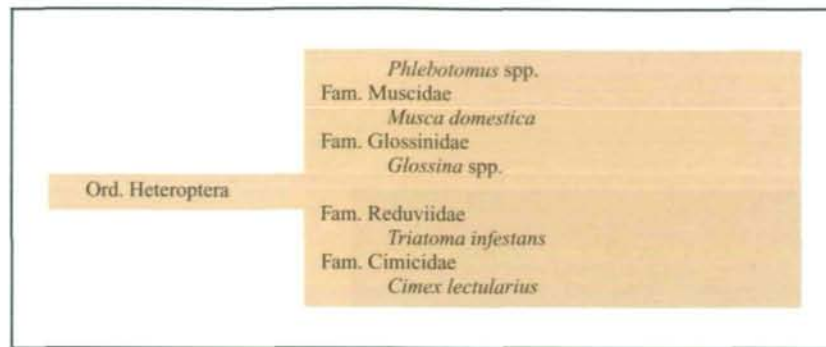 Phlebotomus spp.
Fam. Muscidae
Musca domestica
Fam. Glossinidae
Glossina spp.
Ord. Heteroptera
Fam. Reduviidae
Triatoma infestans
Fam. Cimicidae
Cimex lectularius